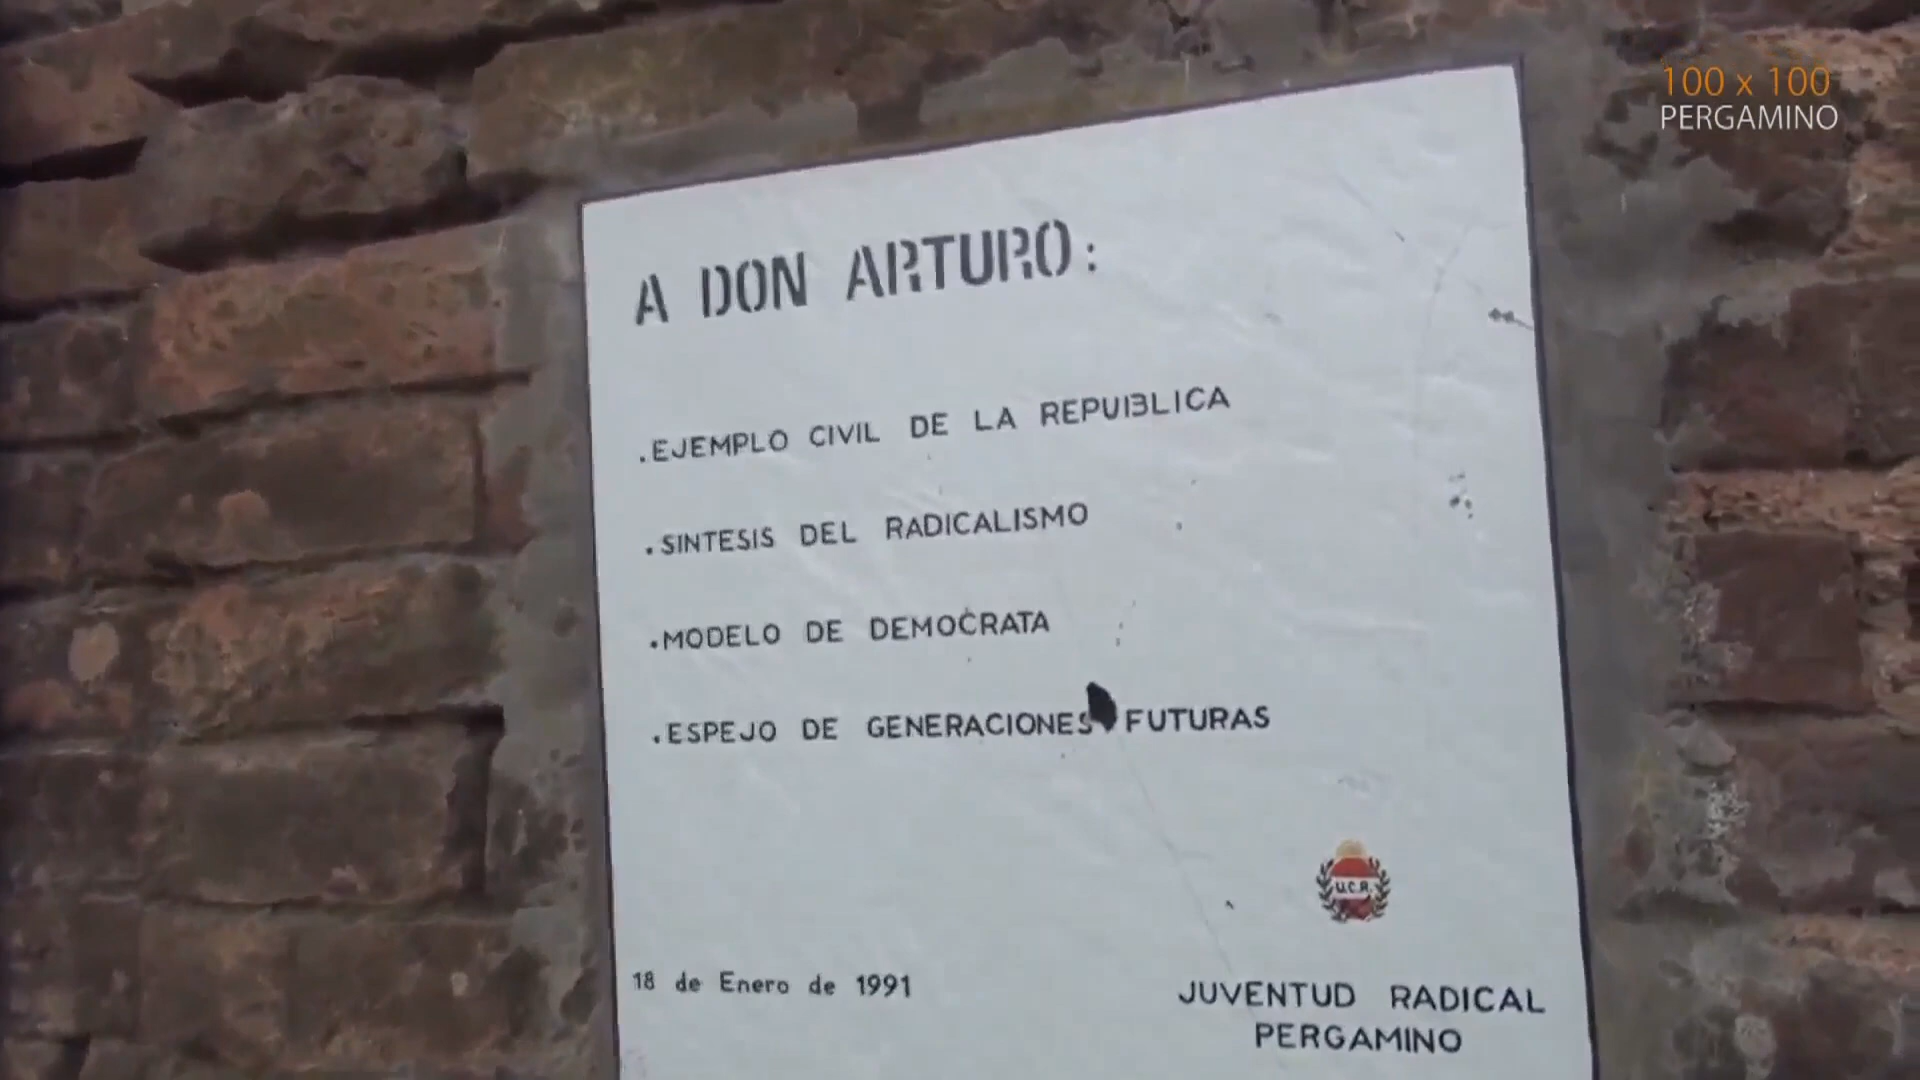 100 x 100
PERGAMINO
A DON ARTURO:
.EJEMPLO CIVIL DE LA REPUBLICA
.SINTESIS DEL RADICALISMO
.MODELO DE DEMOCRATA
.ESPEJO DE GENERACIONES FUTURAS
U.C.R.
18 de Enero de 1991
JUVENTUD RADICAL
PERGAMINO